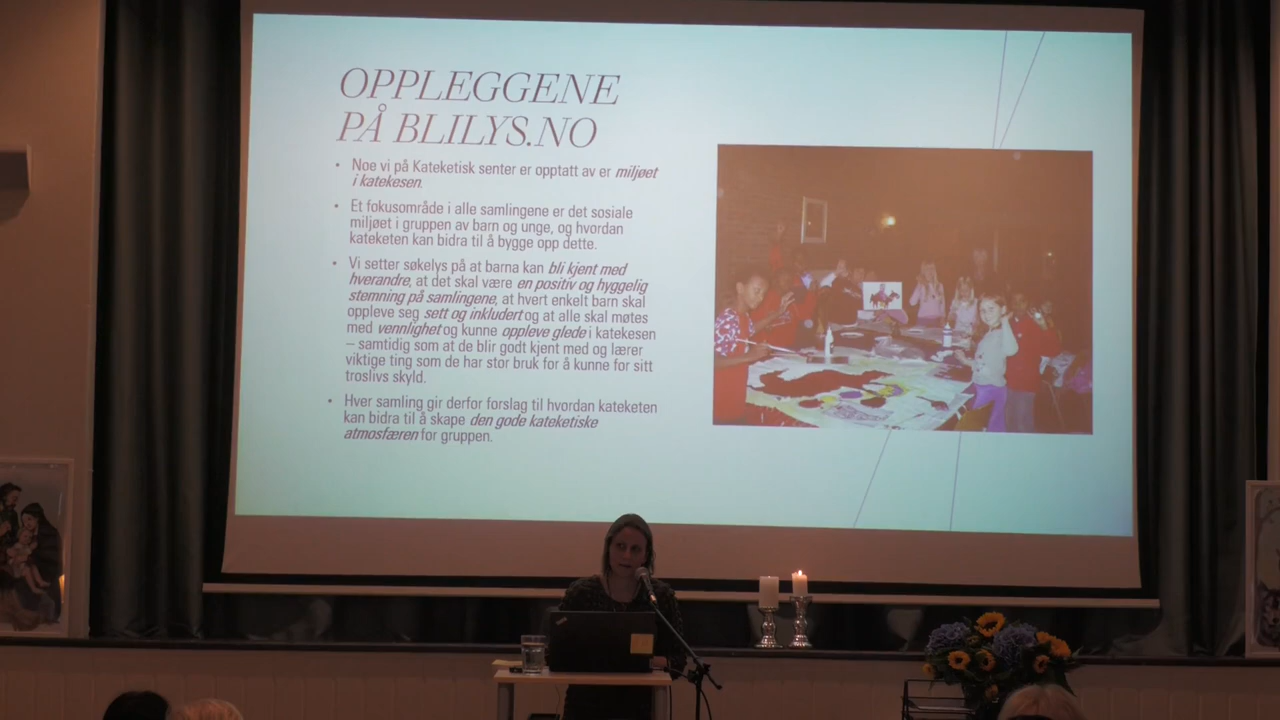 OPPLEGGENE
PÅ BLILYS.NO
• Noe vi på Kateketisk senter er opptatt av er miljøet
i katekesen.
• Et fokusområde i alle samlingene er det sosiale
miljøet i gruppen av barn og unge, og hvordan
kateketen kan bidra til å bygge opp dette.
• Vi setter søkelys på at barna kan bli kjent med
hverandre, at det skal være en positiv og hyggelig
stemning på samlingene, at hvert enkelt barn skal
oppleve seg sett og inkludert og at alle skal møtes
med vennlighet og kunne oppleve glede i katekesen
– samtidig som at de blir godt kjent med og lærer
viktige ting som de har stor bruk for å kunne for sitt
troslivs skyld.
• Hver samling gir derfor forslag til hvordan kateketen
kan bidra til å skape den gode kateketiske
atmosfæren for gruppen.